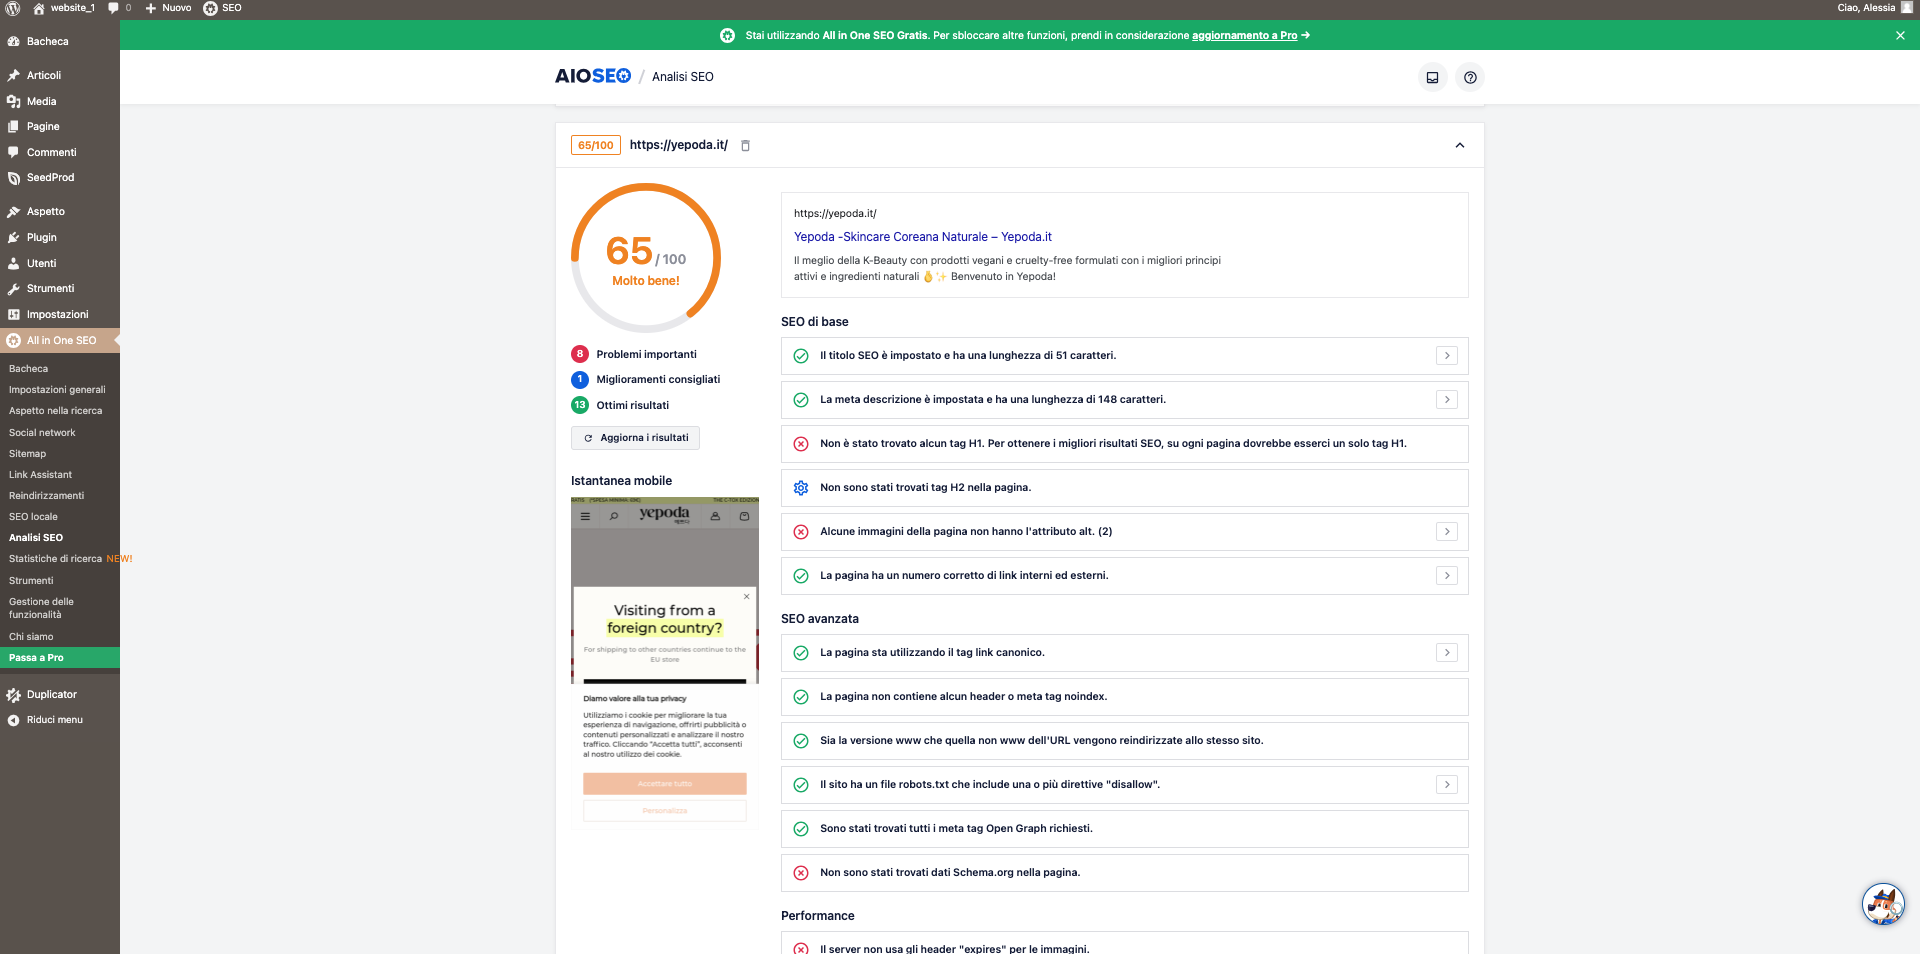 website_1
0
Nuovo
SEO
Ciao, Alessia
Stai utilizzando All in One SEO Gratis. Per sbloccare altre funzioni, prendi in considerazione aggiornamento a Pro →
Bacheca
Articoli
Media
Pagine
Commenti
SeedProd
Aspetto
Plugin
Utenti
Strumenti
Impostazioni
All in One SEO
Bacheca
Impostazioni generali
Aspetto nella ricerca
Social network
Sitemap
Link Assistant
Reindirizzamenti
SEO locale
Analisi SEO
Statistiche di ricerca NEW!
Strumenti
Gestione delle
funzionalità
Chi siamo
Passa a Pro
Duplicator
Riduci menu
AIOSEO / Analisi SEO
65/100 https://yepoda.it/
65 / 100
Molto bene!
8 Problemi importanti
1 Miglioramenti consigliati
13 Ottimi risultati
Aggiorna i risultati
Istantanea mobile
yepoda
예쁘다
Visiting from a
foreign country?
For shipping to other countries continue to the
EU store
Diamo valore alla tua privacy
Utilizziamo i cookie per migliorare la tua
esperienza di navigazione, offrirti pubblicità o
contenuti personalizzati e analizzare il nostro
traffico. Cliccando "Accetta tutti", acconsenti
al nostro utilizzo dei cookie.
Accettare tutto
Personalizza
https://yepoda.it/
Yepoda -Skincare Coreana Naturale – Yepoda.it
Il meglio della K-Beauty con prodotti vegani e cruelty-free formulati con i migliori principi
attivi e ingredienti naturali 👌✨ Benvenuto in Yepoda!
SEO di base
Il titolo SEO è impostato e ha una lunghezza di 51 caratteri.
La meta descrizione è impostata e ha una lunghezza di 148 caratteri.
Non è stato trovato alcun tag H1. Per ottenere i migliori risultati SEO, su ogni pagina dovrebbe esserci un solo tag H1.
Non sono stati trovati tag H2 nella pagina.
Alcune immagini della pagina non hanno l'attributo alt. (2)
La pagina ha un numero corretto di link interni ed esterni.
SEO avanzata
La pagina sta utilizzando il tag link canonico.
La pagina non contiene alcun header o meta tag noindex.
Sia la versione www che quella non www dell'URL vengono reindirizzate allo stesso sito.
Il sito ha un file robots.txt che include una o più direttive "disallow".
Sono stati trovati tutti i meta tag Open Graph richiesti.
Non sono stati trovati dati Schema.org nella pagina.
Performance
Il server non usa gli header "expires" per le immagini.